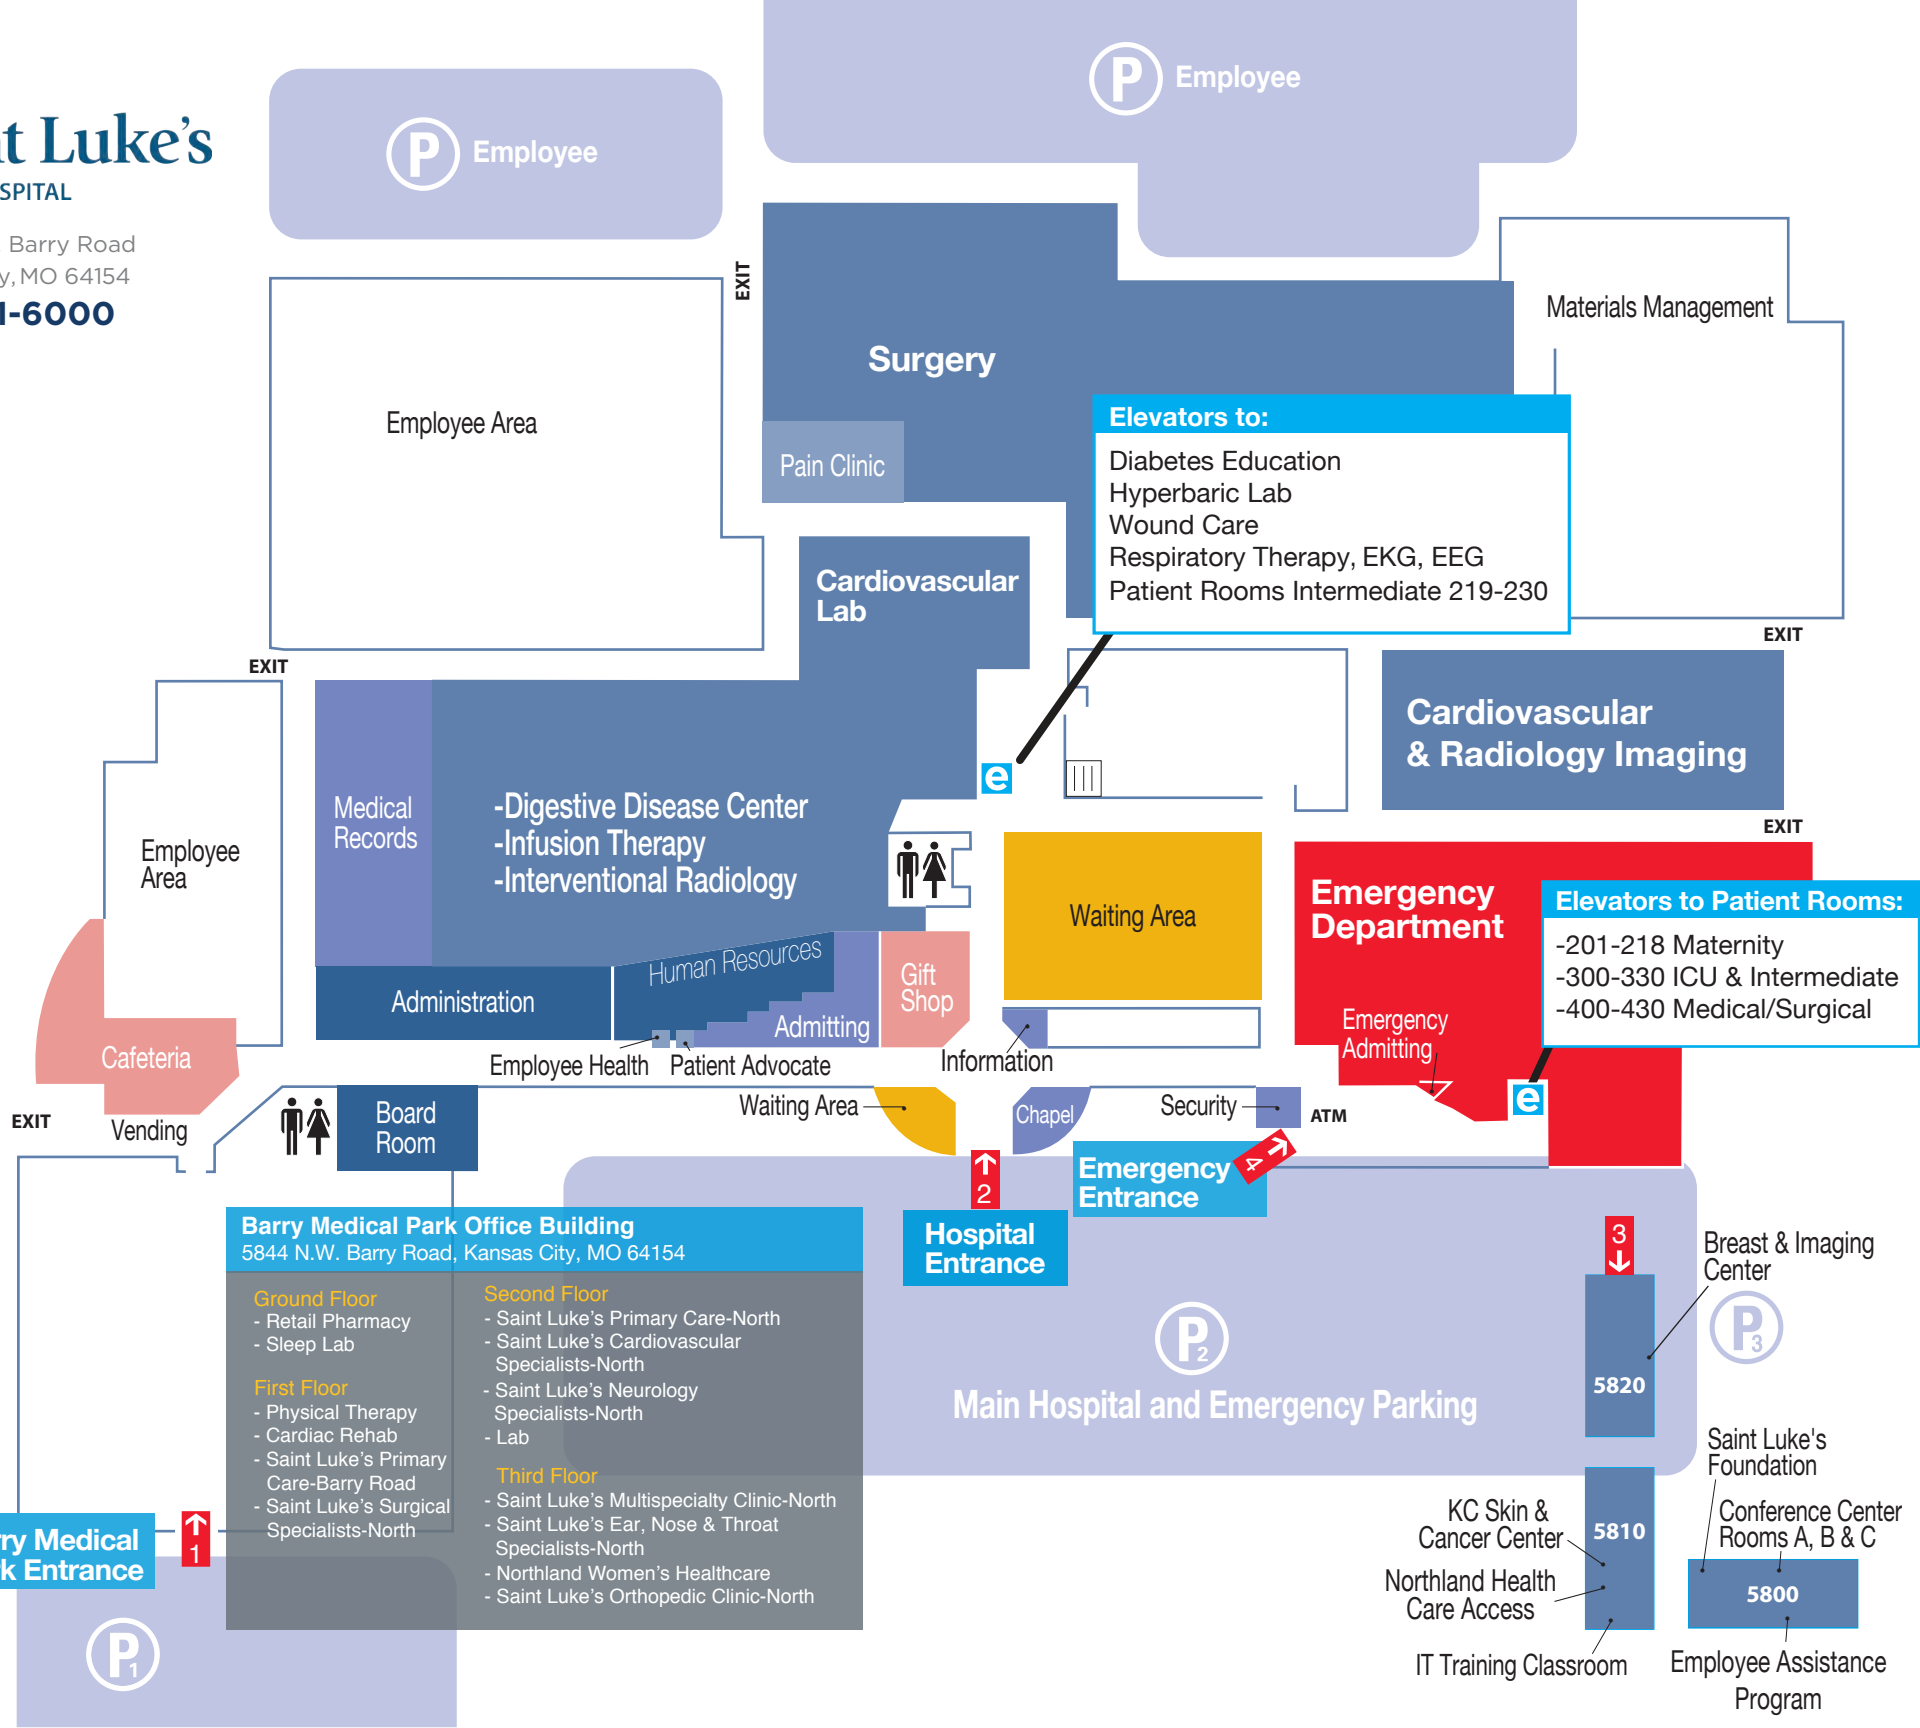 P Employee
P Employee
t Luke's
SPITAL
Barry Road
y, MO 64154
1-6000
EXIT
Materials Management
Surgery
Employee Area
Pain Clinic
Elevators to:
Diabetes Education
Hyperbaric Lab
Wound Care
Respiratory Therapy, EKG, EEG
Patient Rooms Intermediate 219-230
Cardiovascular
Lab
EXIT
EXIT
Cardiovascular
& Radiology Imaging
e
Medical
Records
-Digestive Disease Center
-Infusion Therapy
-Interventional Radiology
Employee
Area
EXIT
Waiting Area
Emergency
Department
Elevators to Patient Rooms:
-201-218 Maternity
-300-330 ICU & Intermediate
-400-430 Medical/Surgical
Human Resources
Gift
Shop
Administration
Admitting
Emergency
Admitting
Cafeteria
Employee Health
Patient Advocate
Information
e
EXIT
Vending
Board
Room
Waiting Area
Chapel
Security
ATM
2
Emergency
Entrance
4
Hospital
Entrance
3
Breast & Imaging
Center
Barry Medical Park Office Building
5844 N.W. Barry Road, Kansas City, MO 64154
Ground Floor
- Retail Pharmacy
- Sleep Lab
First Floor
- Physical Therapy
- Cardiac Rehab
- Saint Luke's Primary
Care-Barry Road
- Saint Luke's Surgical
Specialists-North
Second Floor
- Saint Luke's Primary Care-North
- Saint Luke's Cardiovascular
Specialists-North
- Saint Luke's Neurology
Specialists-North
- Lab
Third Floor
- Saint Luke's Multispecialty Clinic-North
- Saint Luke's Ear, Nose & Throat
Specialists-North
- Northland Women's Healthcare
- Saint Luke's Orthopedic Clinic-North
P2
Main Hospital and Emergency Parking
P3
5820
Saint Luke's
Foundation
KC Skin &
Cancer Center
5810
Conference Center
Rooms A, B & C
Northland Health
Care Access
5800
IT Training Classroom
Employee Assistance
Program
ry Medical
k Entrance
1
P1